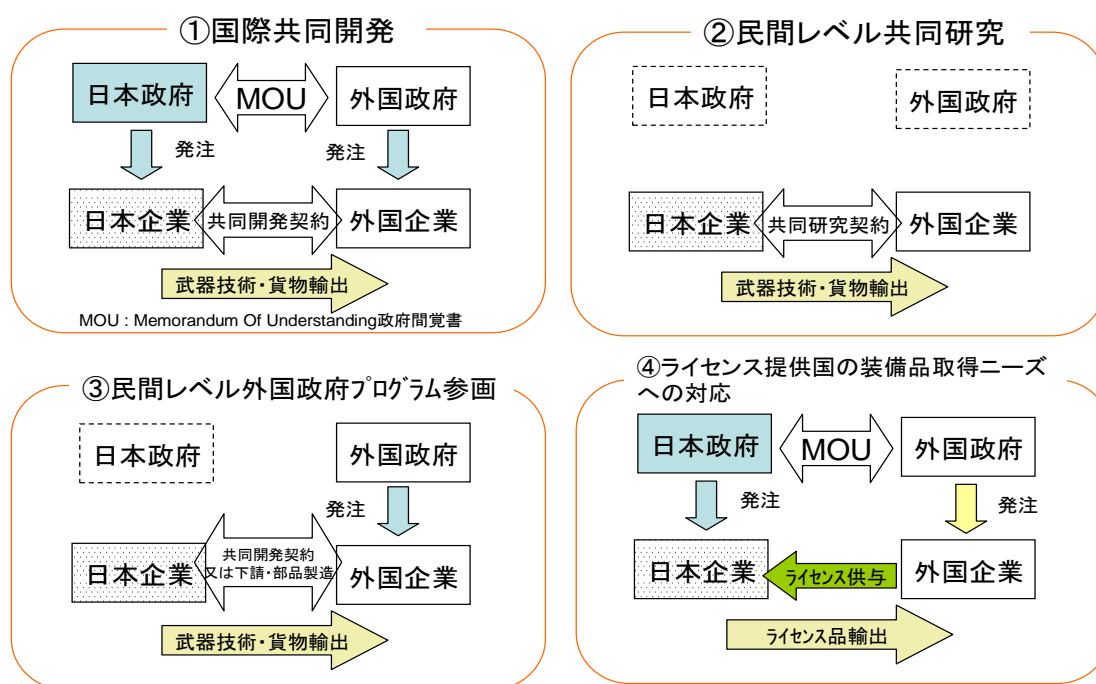 ①国際共同開発
日本政府
MOU
外国政府
発注
発注
日本企業
共同開発契約
外国企業
武器技術・貨物輸出
MOU : Memorandum Of Understanding政府間覚書
②民間レベル共同研究
日本政府
外国政府
日本企業
共同研究契約
外国企業
武器技術・貨物輸出
③民間レベル外国政府プログラム参画
日本政府
外国政府
発注
日本企業
共同開発契約
又は下請・部品製造
外国企業
武器技術・貨物輸出
④ライセンス提供国の装備品取得ニーズ
への対応
日本政府
MOU
外国政府
発注
発注
日本企業
ライセンス供与
外国企業
ライセンス品輸出